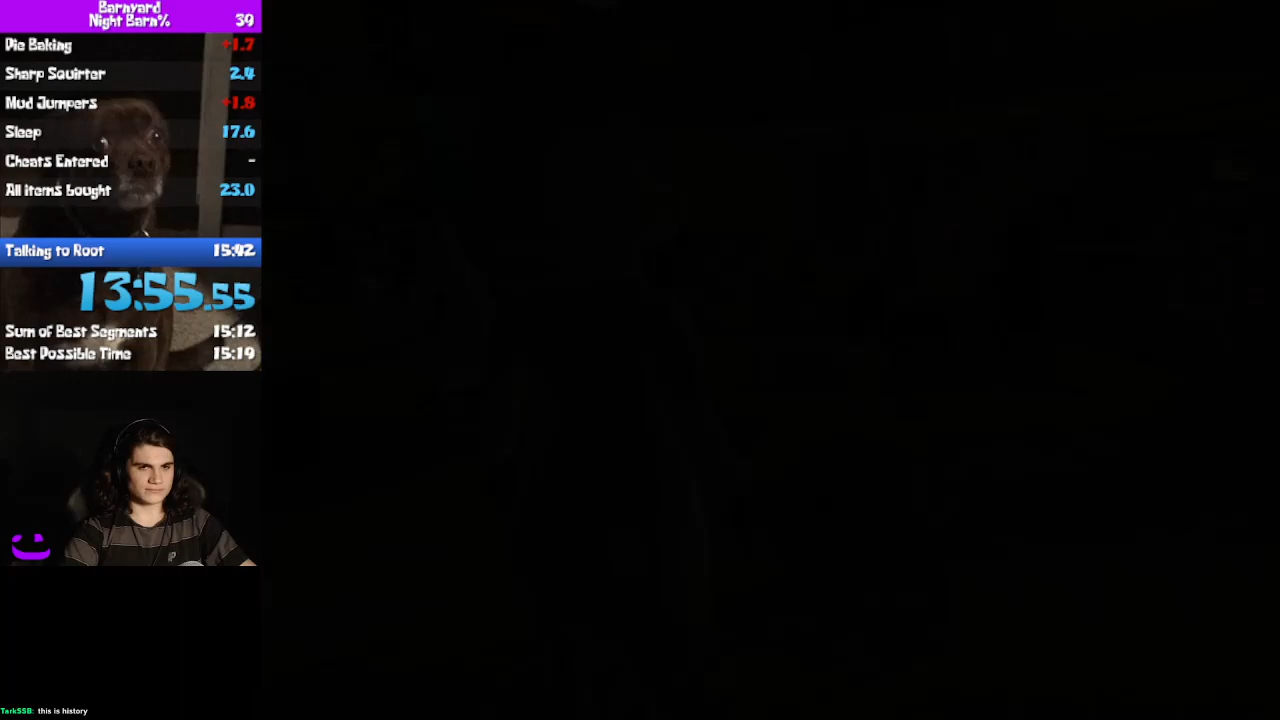 Barnyard
Night Barn% 39
Pie Baking +1.7
Sharp Squirter 2.4
Mud Jumpers +1.8
Sleep 17.6
Cheats Entered -
All items bought 23.0
Talking to Root 15:42
13:55.55
Sum of Best Segments 15:12
Best Possible Time 15:19
TarkSSB: this is history